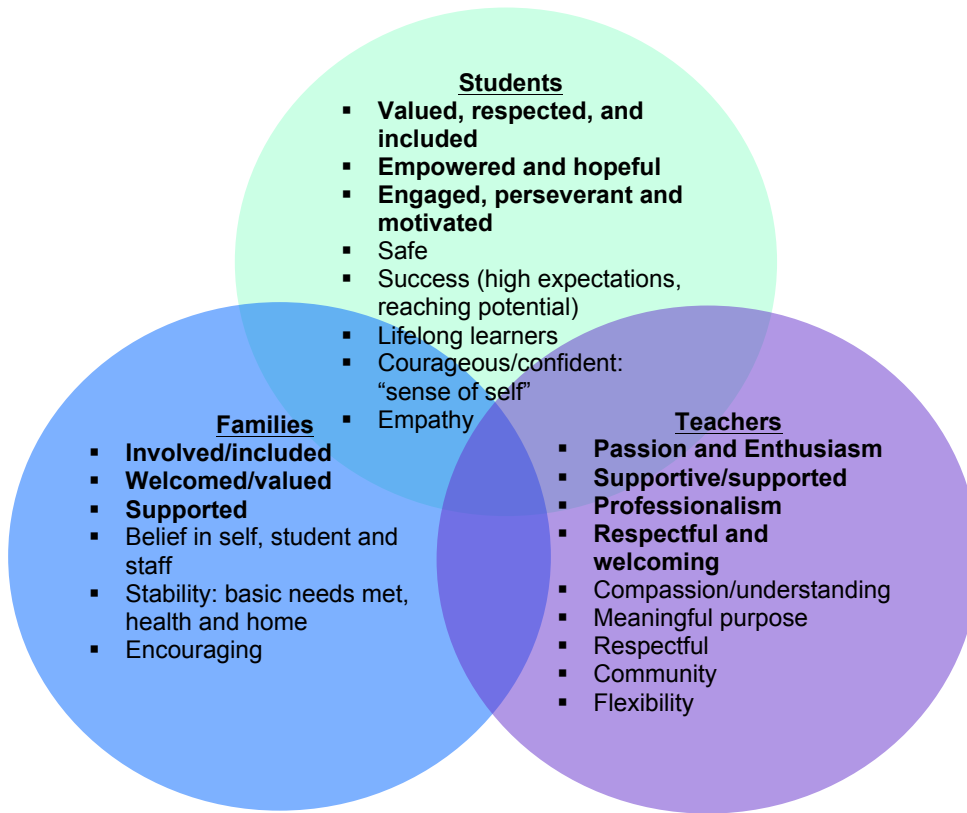 Students
▪ Valued, respected, and
included
▪ Empowered and hopeful
▪ Engaged, perseverant and
motivated
▪ Safe
▪ Success (high expectations,
reaching potential)
▪ Lifelong learners
▪ Courageous/confident:
“sense of self”
▪ Empathy
Families
▪ Involved/included
▪ Welcomed/valued
▪ Supported
▪ Belief in self, student and
staff
▪ Stability: basic needs met,
health and home
▪ Encouraging
Teachers
▪ Passion and Enthusiasm
▪ Supportive/supported
▪ Professionalism
▪ Respectful and
welcoming
▪ Compassion/understanding
▪ Meaningful purpose
▪ Respectful
▪ Community
▪ Flexibility